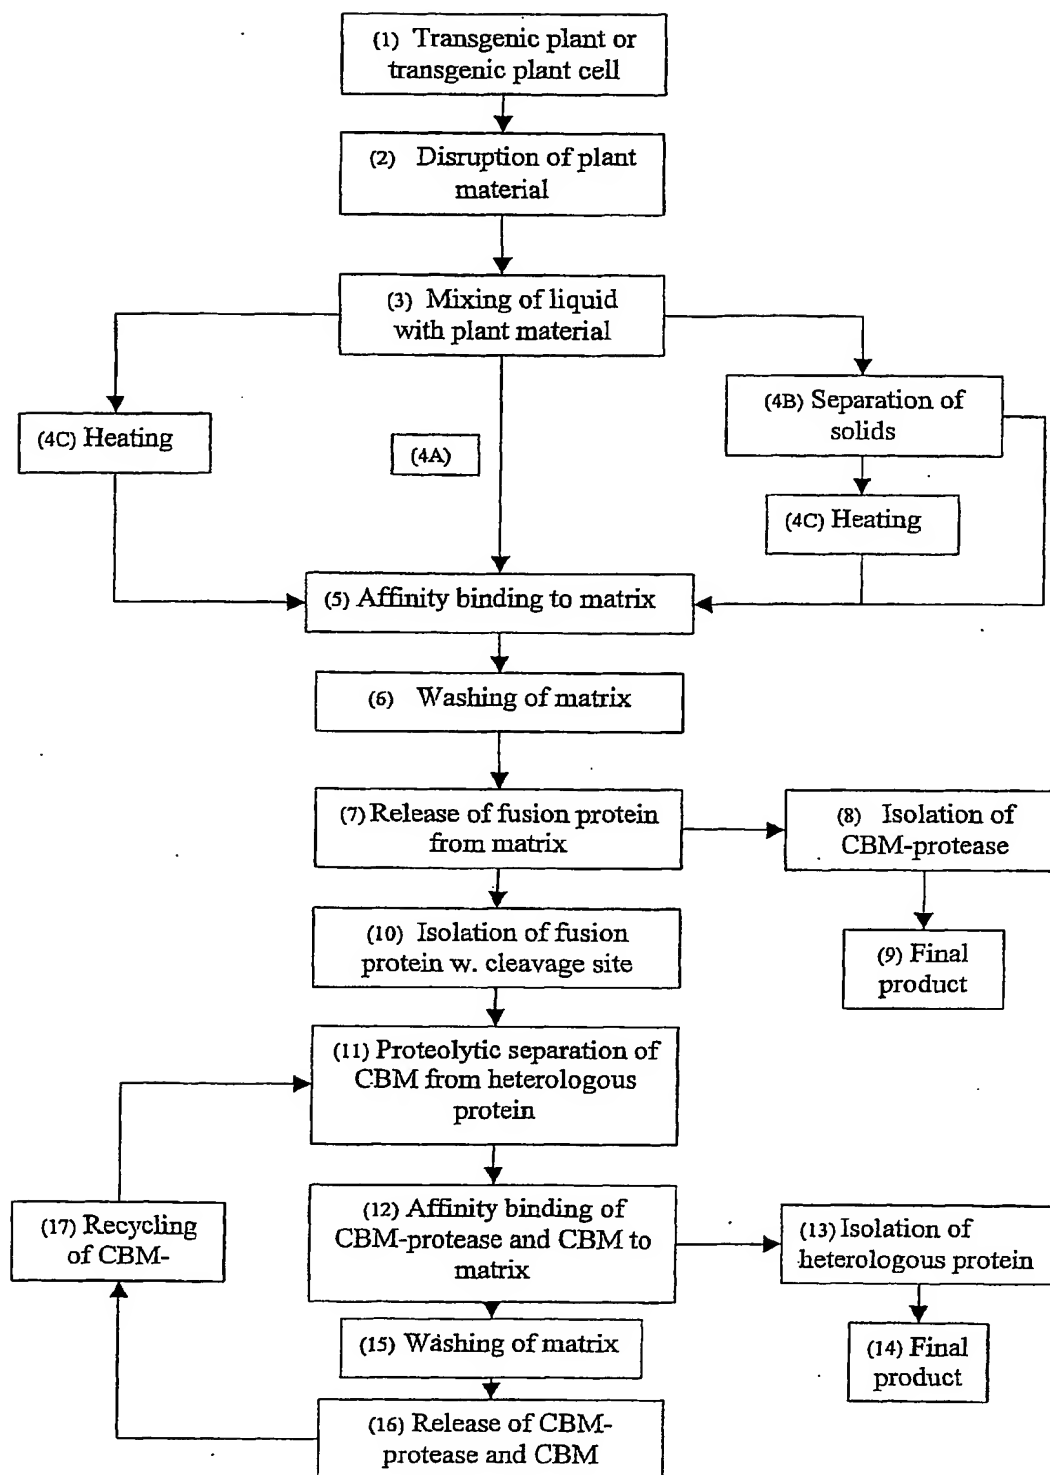 (1) Transgenic plant or
transgenic plant cell
(2) Disruption of plant
material
(3) Mixing of liquid
with plant material
(4C) Heating
(4A)
(4B) Separation of
solids
(4C) Heating
(5) Affinity binding to matrix
(6) Washing of matrix
(7) Release of fusion protein
from matrix
(8) Isolation of
CBM-protease
(9) Final
product
(10) Isolation of fusion
protein w. cleavage site
(11) Proteolytic separation of
CBM from heterologous
protein
(12) Affinity binding of
CBM-protease and CBM to
matrix
(13) Isolation of
heterologous protein
(14) Final
product
(15) Washing of matrix
(16) Release of CBM-
protease and CBM
(17) Recycling
of CBM-